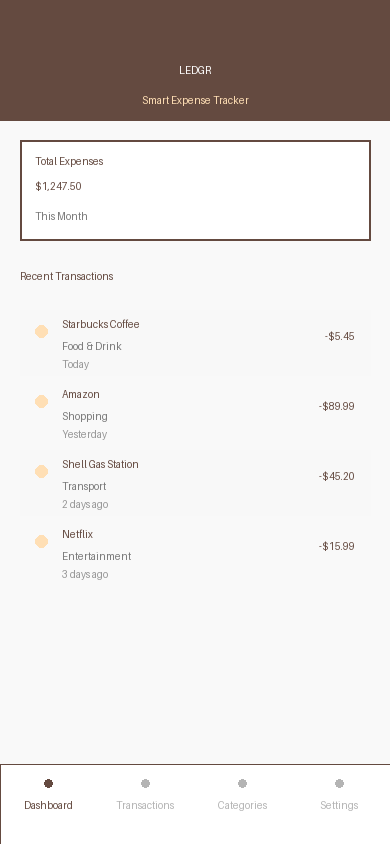 LEDGR
Smart Expense Tracker
Total Expenses
$1,247.50
This Month
Recent Transactions
Starbucks Coffee
-$5.45
Food & Drink
Today
Amazon
-$89.99
Shopping
Yesterday
Shell Gas Station
-$45.20
Transport
2 days ago
Netflix
-$15.99
Entertainment
3 days ago
Dashboard
Transactions
Categories
Settings